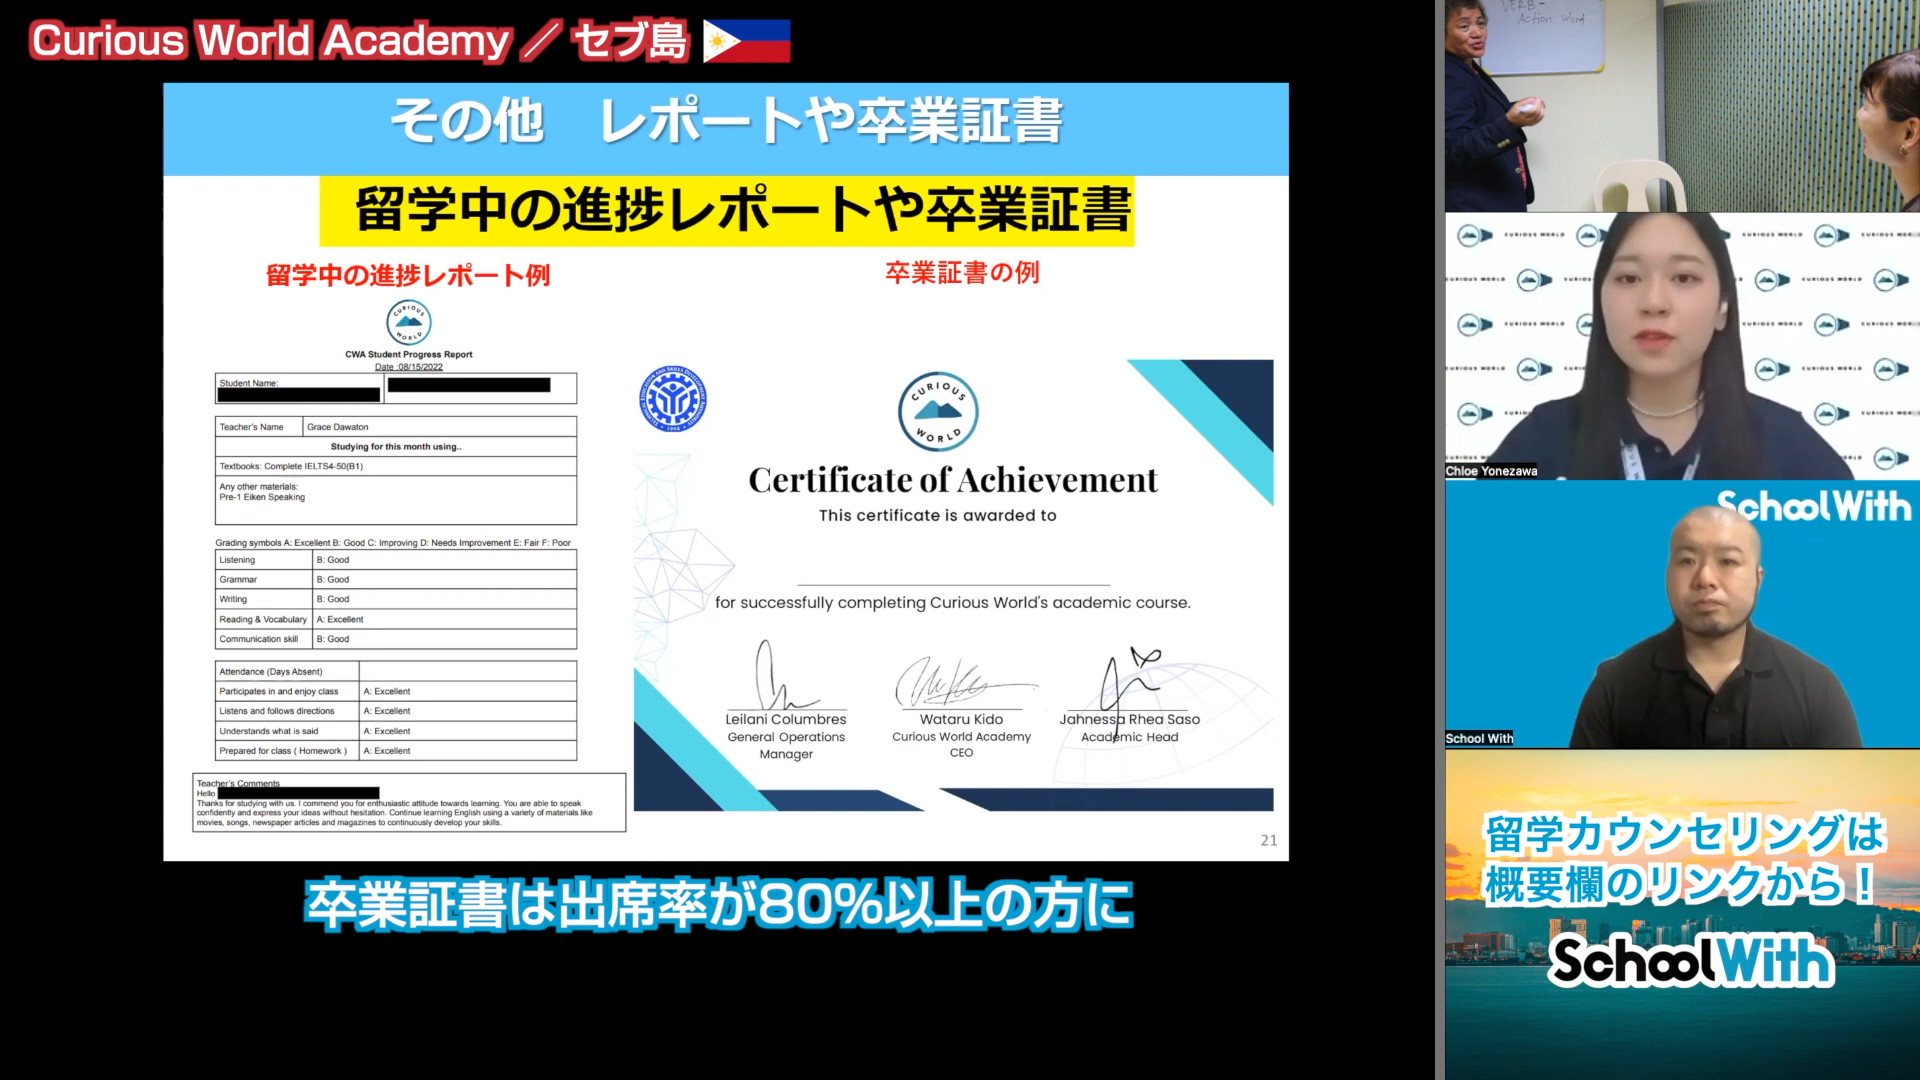 Curious World Academy ／ セブ島
その他　レポートや卒業証書
留学中の進捗レポートや卒業証書
留学中の進捗レポート例
CURIOUS WORLD
CWA Student Progress Report
Date :08/15/2022
Student Name:
Teacher's Name Grace Dawaton
Studying for this month using..
Textbooks: Complete IELTS4-50(B1)
Any other materials:
Pre-1 Eiken Speaking
Grading symbols A: Excellent B: Good C: Improving D: Needs Improvement E: Fair F: Poor
Listening B: Good
Grammar B: Good
Writing B: Good
Reading & Vocabulary A: Excellent
Communication skill B: Good
Attendance (Days Absent)
Participates in and enjoy class A: Excellent
Listens and follows directions A: Excellent
Understands what is said A: Excellent
Prepared for class ( Homework ) A: Excellent
Teacher's Comments
Hello
Thanks for studying with us. I commend you for enthusiastic attitude towards learning. You are able to speak
confidently and express your ideas without hesitation. Continue learning English using a variety of materials like
movies, songs, newspaper articles and magazines to continuously develop your skills.
卒業証書の例
CURIOUS WORLD
Certificate of Achievement
This certificate is awarded to
for successfully completing Curious World's academic course.
Leilani Columbres
General Operations
Manager
Wataru Kido
Curious World Academy
CEO
Jahnessa Rhea Saso
Academic Head
21
卒業証書は出席率が80%以上の方に
VERB-
Action Word
CURIOUS WORLD
Chloe Yonezawa
SchoolWith
School With
留学カウンセリングは
概要欄のリンクから！
SchoolWith